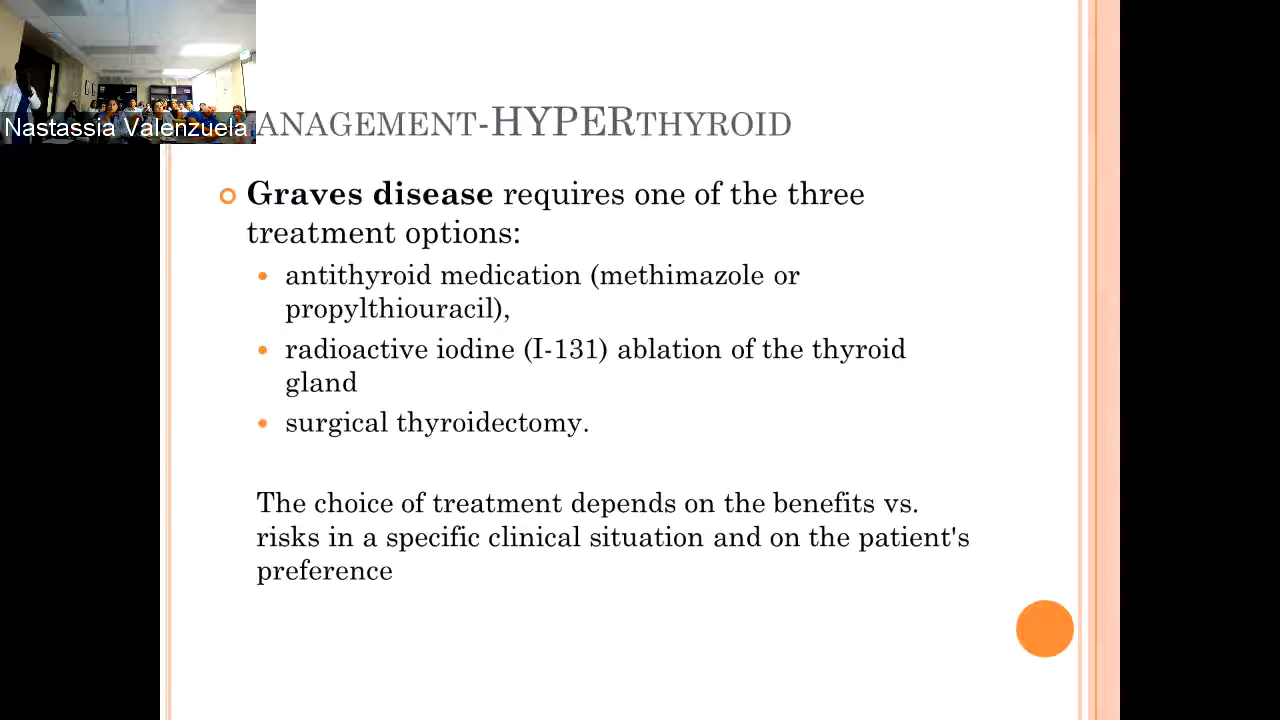 Nastassia Valenzuela
ANAGEMENT-HYPERTHYROID
Graves disease requires one of the three
treatment options:
antithyroid medication (methimazole or
propylthiouracil),
radioactive iodine (I-131) ablation of the thyroid
gland
surgical thyroidectomy.
The choice of treatment depends on the benefits vs.
risks in a specific clinical situation and on the patient's
preference